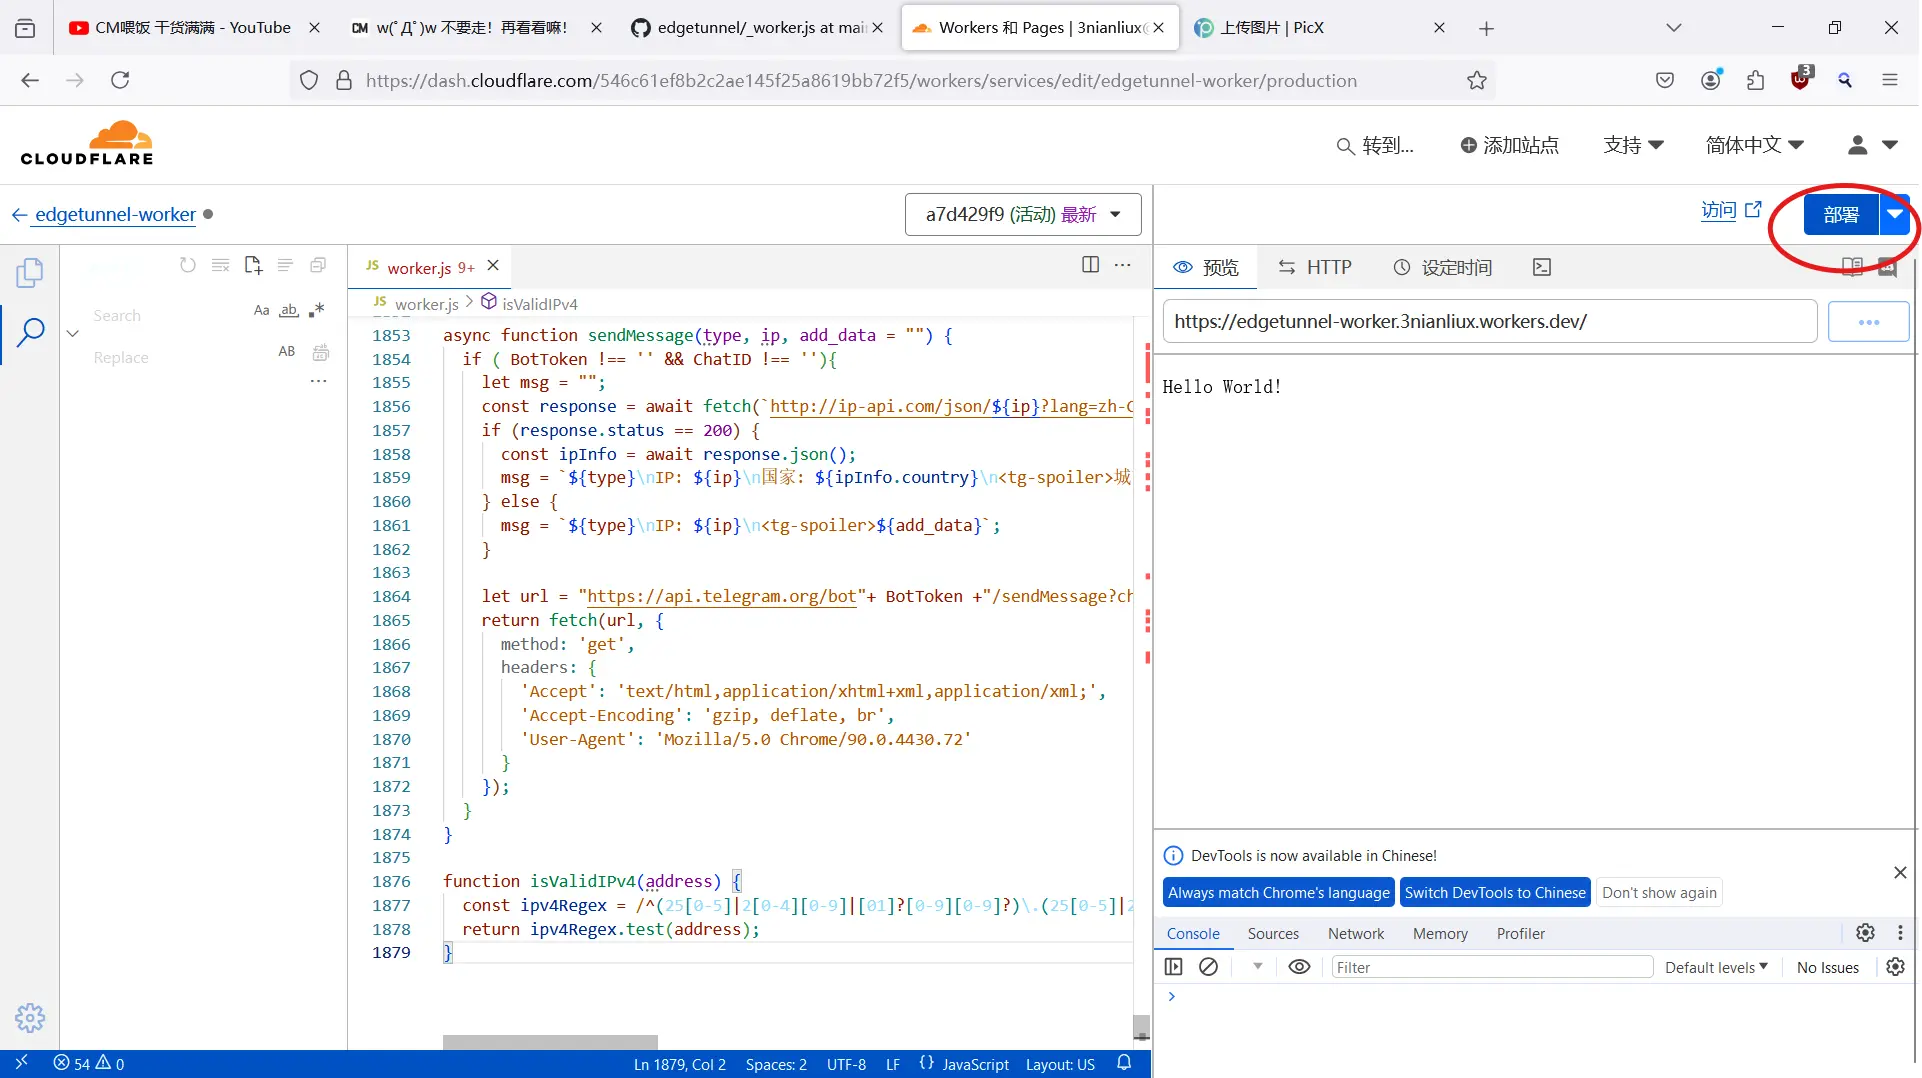 CM喂饭 干货满满 - YouTube
CM w(ﾟДﾟ)w 不要走！再看看嘛！
edgetunnel/_worker.js at mai
Workers 和 Pages | 3nianliux@
上传图片 | PicX
https://dash.cloudflare.com/546c61ef8b2c2ae145f25a8619bb72f5/workers/services/edit/edgetunnel-worker/production
3
CLOUDFLARE
转到...
添加站点
支持
简体中文
edgetunnel-worker
a7d429f9 (活动) 最新
访问
部署
Search
Aa ab
Replace
AB
JS worker.js 9+
预览
HTTP
设定时间
JS worker.js > isValidIPv4
https://edgetunnel-worker.3nianliux.workers.dev/
Hello World!
1853 async function sendMessage(type, ip, add_data = "") {
1854 if ( BotToken !== '' && ChatID !== ''){
1855 let msg = "";
1856 const response = await fetch(`http://ip-api.com/json/${ip}?lang=zh-C
1857 if (response.status == 200) {
1858 const ipInfo = await response.json();
1859 msg = `${type}\nIP: ${ip}\n国家: ${ipInfo.country}\n<tg-spoiler>城
1860 } else {
1861 msg = `${type}\nIP: ${ip}\n<tg-spoiler>${add_data}`;
1862 }
1863
1864 let url = "https://api.telegram.org/bot"+ BotToken +"/sendMessage?ch
1865 return fetch(url, {
1866 method: 'get',
1867 headers: {
1868 'Accept': 'text/html,application/xhtml+xml,application/xml;',
1869 'Accept-Encoding': 'gzip, deflate, br',
1870 'User-Agent': 'Mozilla/5.0 Chrome/90.0.4430.72'
1871 }
1872 });
1873 }
1874 }
1875
1876 function isValidIPv4(address) {
1877 const ipv4Regex = /^(25[0-5]|2[0-4][0-9]|[01]?[0-9][0-9]?)\.(25[0-5]|2
1878 return ipv4Regex.test(address);
1879 }
DevTools is now available in Chinese!
Always match Chrome's language
Switch DevTools to Chinese
Don't show again
Console
Sources
Network
Memory
Profiler
Filter
Default levels
No Issues
54
0
Ln 1879, Col 2
Spaces: 2
UTF-8
LF
{} JavaScript
Layout: US